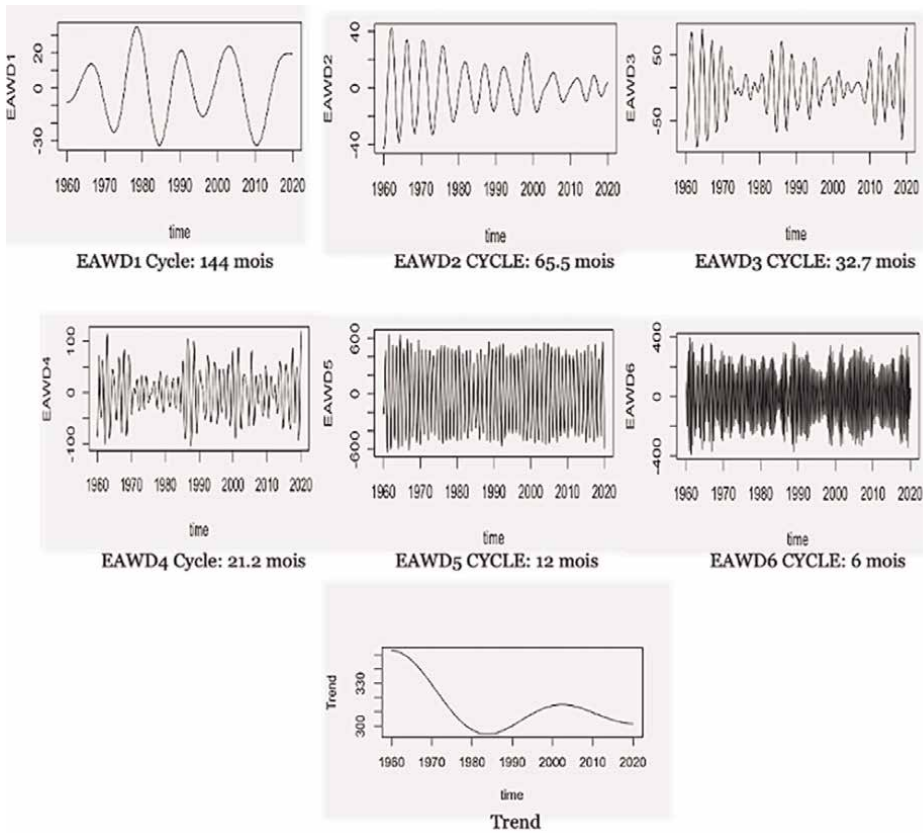 EAWD1
20
0
-30
1960 1970 1980 1990 2000 2010 2020
time
EAWD1 Cycle: 144 mois
EAWD2
40
0
-40
1960 1970 1980 1990 2000 2010 2020
time
EAWD2 CYCLE: 65.5 mois
EAWD3
50
-50
1960 1970 1980 1990 2000 2010 2020
time
EAWD3 CYCLE: 32.7 mois
EAWD4
100
0
-100
1960 1970 1980 1990 2000 2010 2020
time
EAWD4 Cycle: 21.2 mois
EAWD5
600
0
-600
1960 1970 1980 1990 2000 2010 2020
time
EAWD5 CYCLE: 12 mois
EAWD6
400
0
-400
1960 1970 1980 1990 2000 2010 2020
time
EAWD6 CYCLE: 6 mois
Trend
330
300
1960 1970 1980 1990 2000 2010 2020
time
Trend